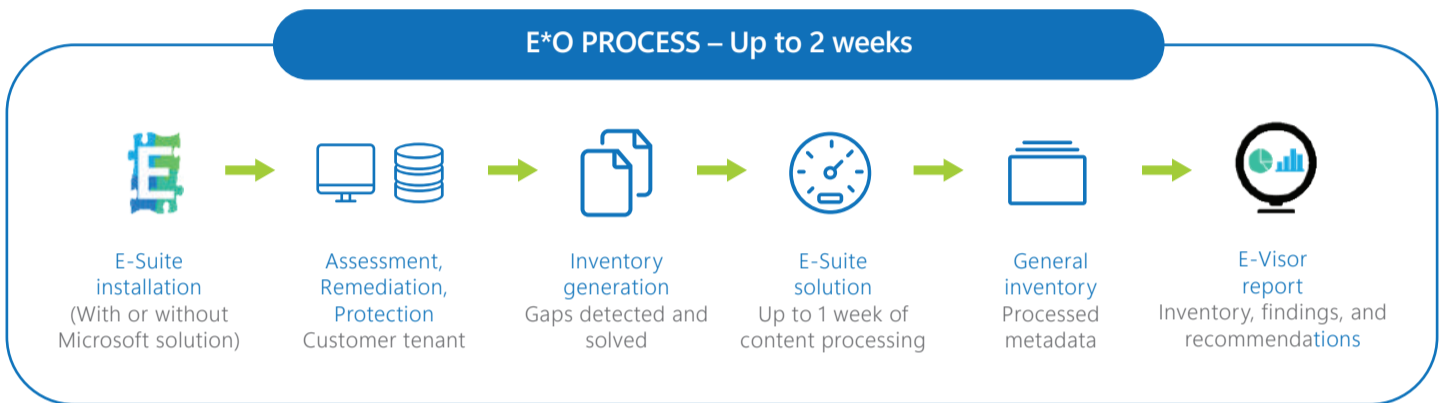 E*O PROCESS – Up to 2 weeks
E
E-Suite
installation
(With or without
Microsoft solution)
Assessment,
Remediation,
Protection
Customer tenant
Inventory
generation
Gaps detected and
solved
E-Suite
solution
Up to 1 week of
content processing
General
inventory
Processed
metadata
E-Visor
report
Inventory, findings, and
recommendations